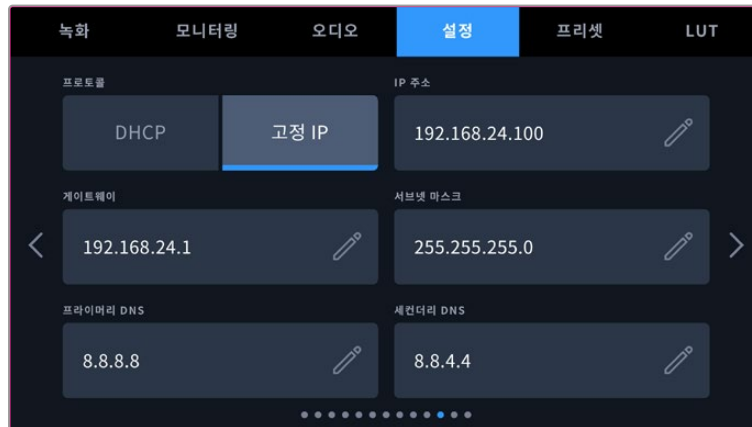 녹화 모니터링 오디오 설정 프리셋 LUT
프로토콜 IP 주소
DHCP 고정 IP 192.168.24.100
게이트웨이 서브넷 마스크
192.168.24.1 255.255.255.0
프라이머리 DNS 세컨더리 DNS
8.8.8.8 8.8.4.4